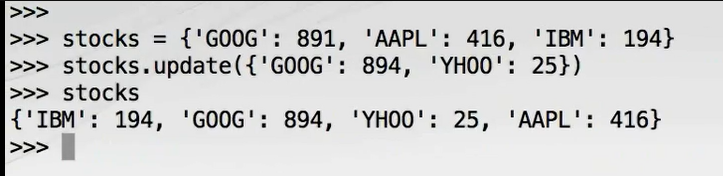 >>>
>>> stocks = {'GOOG': 891, 'AAPL': 416, 'IBM': 194}
>>> stocks.update({'GOOG': 894, 'YHOO': 25})
>>> stocks
{'IBM': 194, 'GOOG': 894, 'YHOO': 25, 'AAPL': 416}
>>>